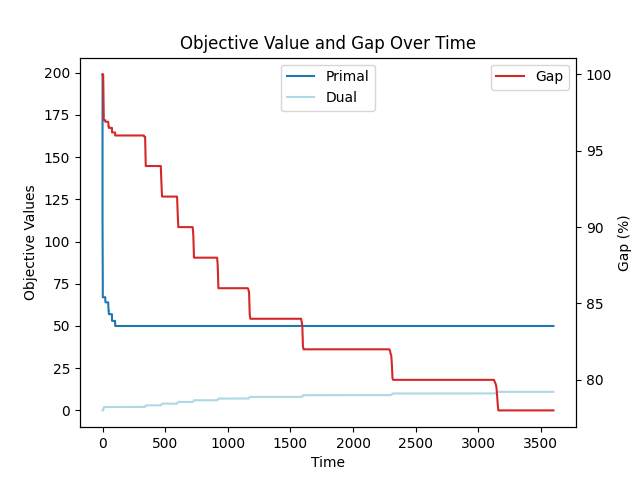 Objective Value and Gap Over Time
Primal
Dual
Gap
200
175
150
125
100
75
50
25
0
Objective Values
100
95
90
85
80
Gap (%)
0 500 1000 1500 2000 2500 3000 3500
Time